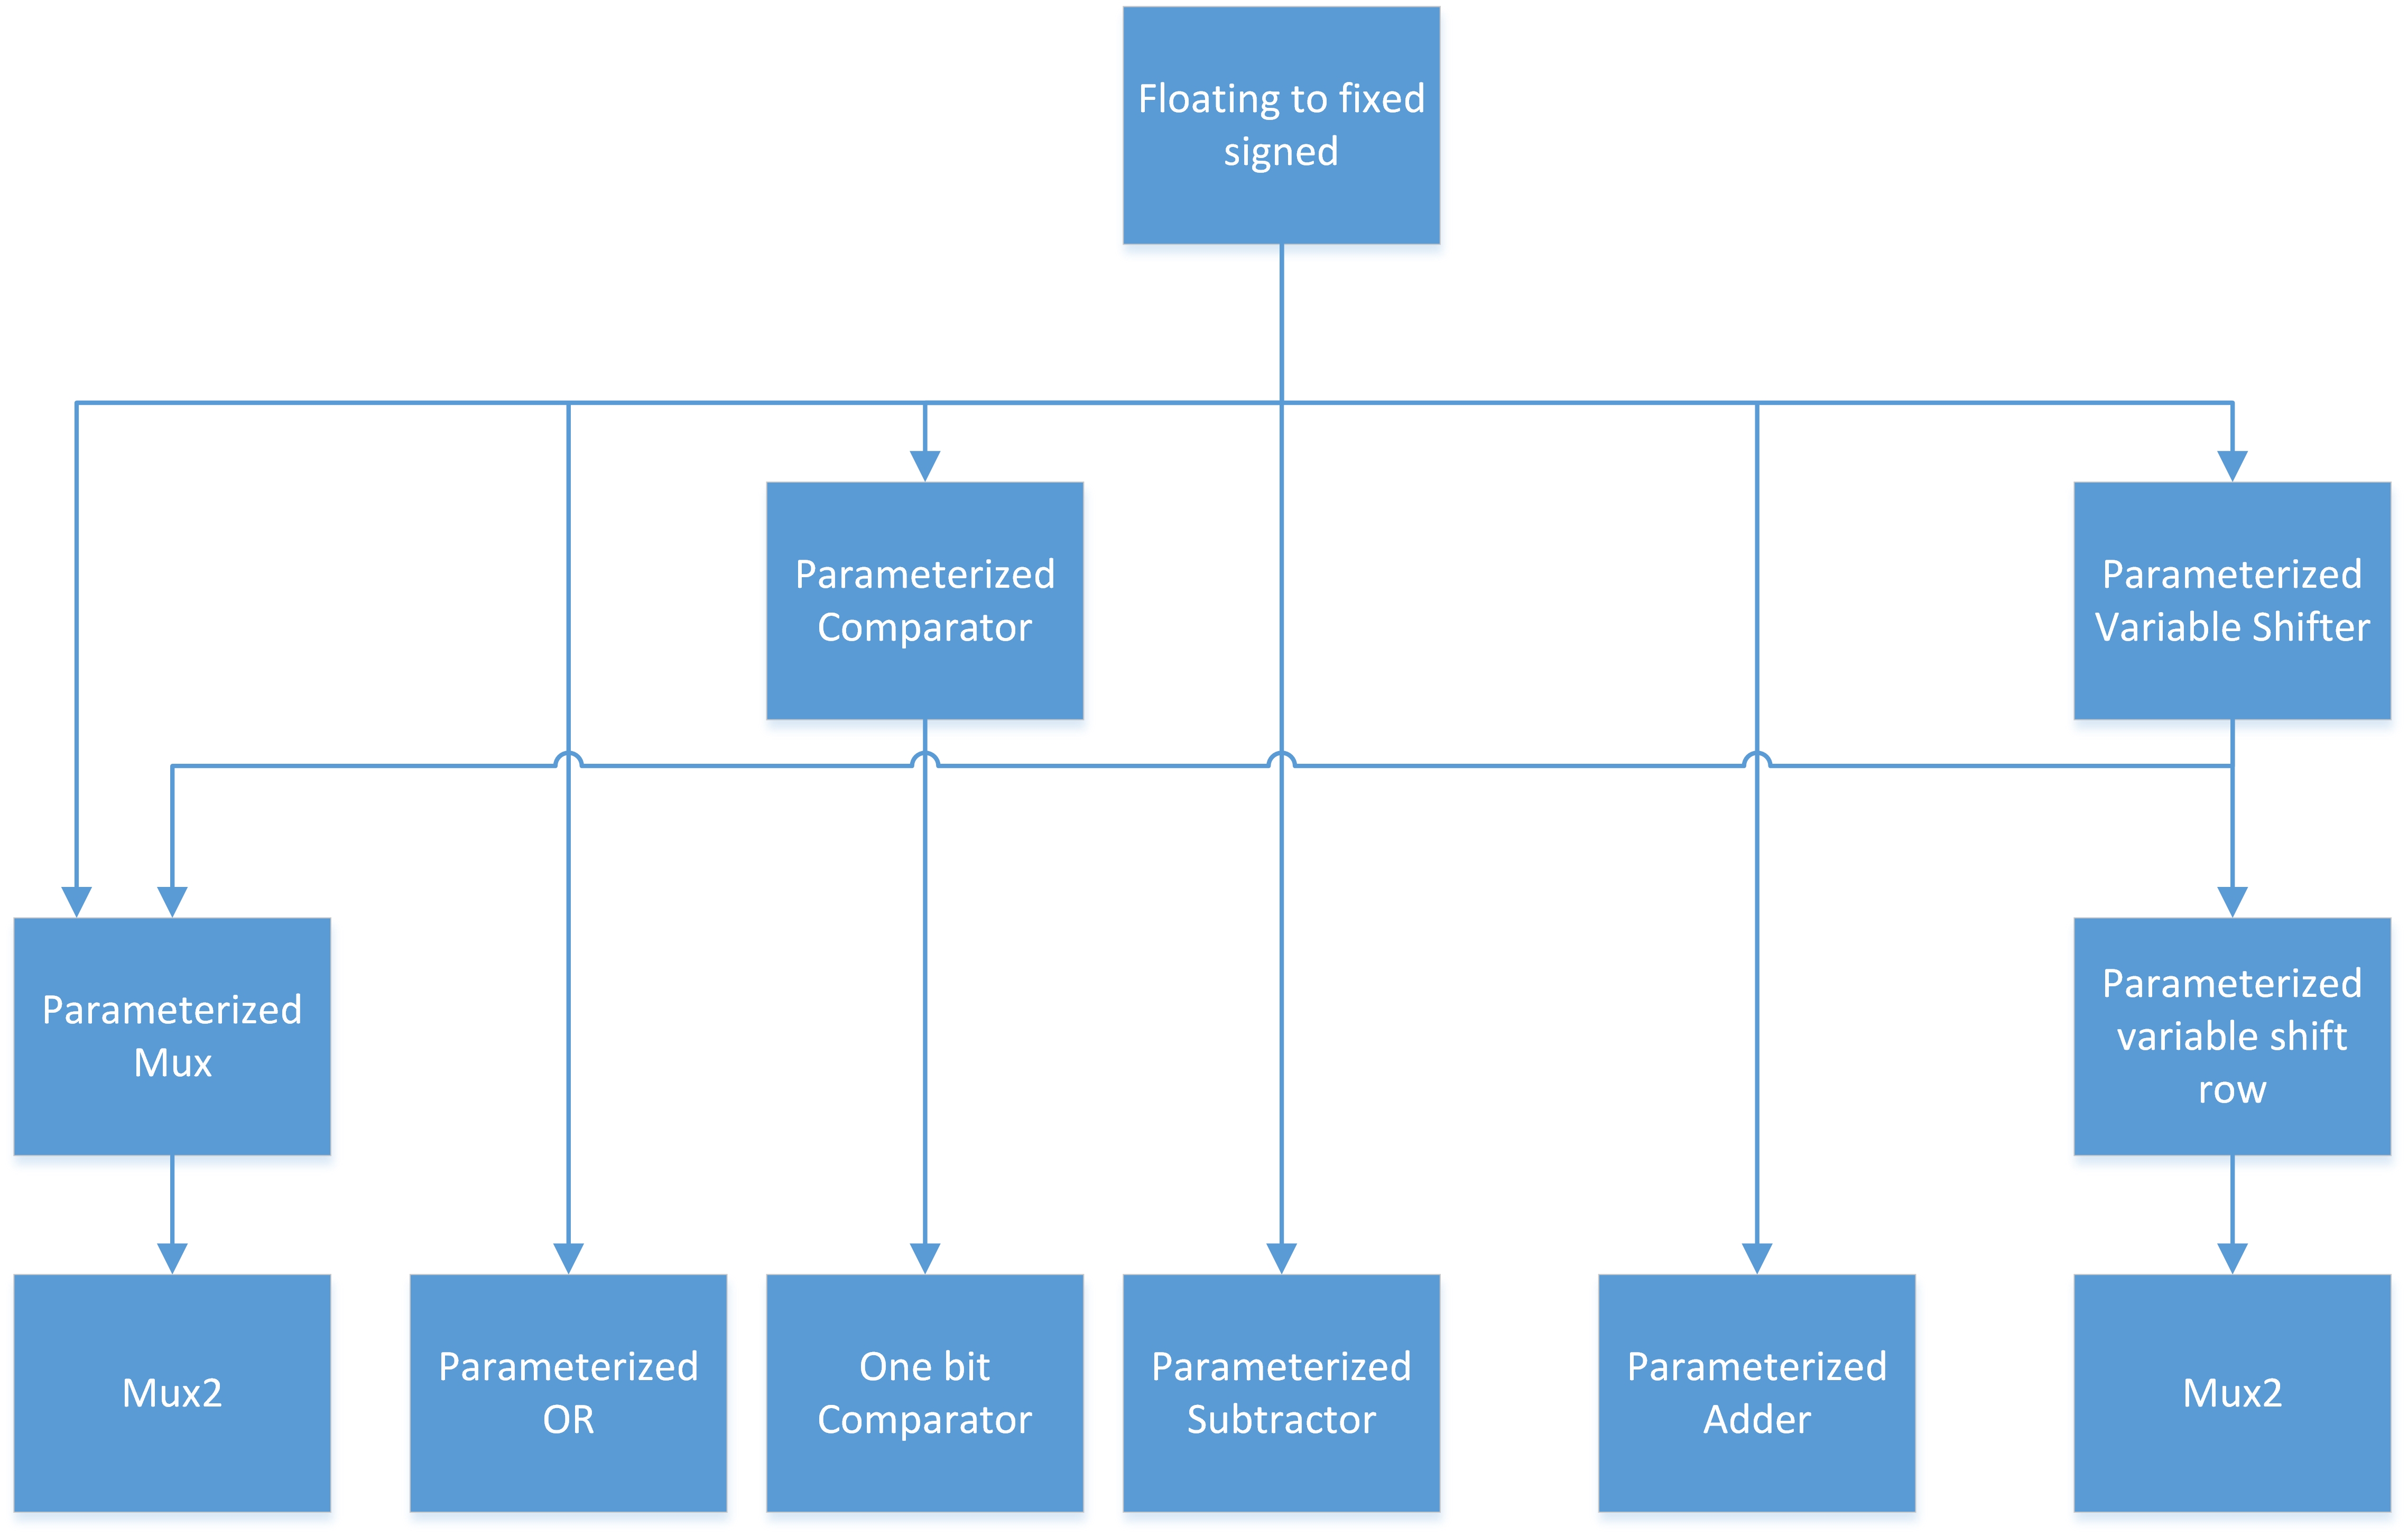 Floating to fixed
signed
Parameterized
Comparator
Parameterized
Variable Shifter
Parameterized
Mux
Parameterized
variable shift
row
Mux2
Parameterized
OR
One bit
Comparator
Parameterized
Subtractor
Parameterized
Adder
Mux2